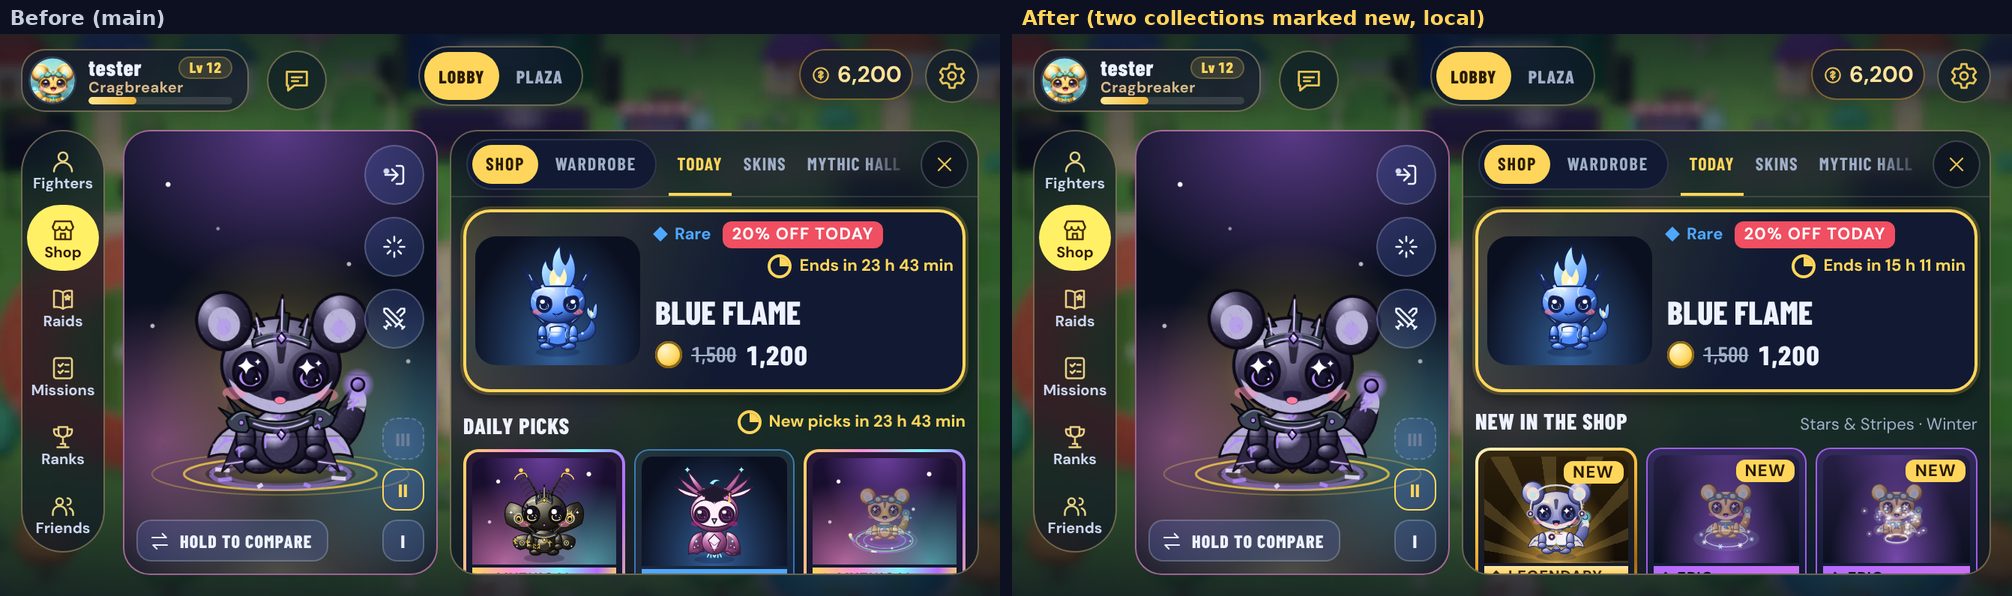 Before (main)
tester
Lv 12
Cragbreaker
LOBBY
PLAZA
6,200
Fighters
Shop
Raids
Missions
Ranks
Friends
III
II
I
HOLD TO COMPARE
SHOP
WARDROBE
TODAY
SKINS
MYTHIC HALL
Rare
20% OFF TODAY
Ends in 23 h 43 min
BLUE FLAME
1,500 1,200
DAILY PICKS
New picks in 23 h 43 min
After (two collections marked new, local)
tester
Lv 12
Cragbreaker
LOBBY
PLAZA
6,200
Fighters
Shop
Raids
Missions
Ranks
Friends
III
II
I
HOLD TO COMPARE
SHOP
WARDROBE
TODAY
SKINS
MYTHIC HALL
Rare
20% OFF TODAY
Ends in 15 h 11 min
BLUE FLAME
1,500 1,200
NEW IN THE SHOP
Stars & Stripes · Winter
NEW
NEW
NEW
LEGENDARY
EPIC
EPIC